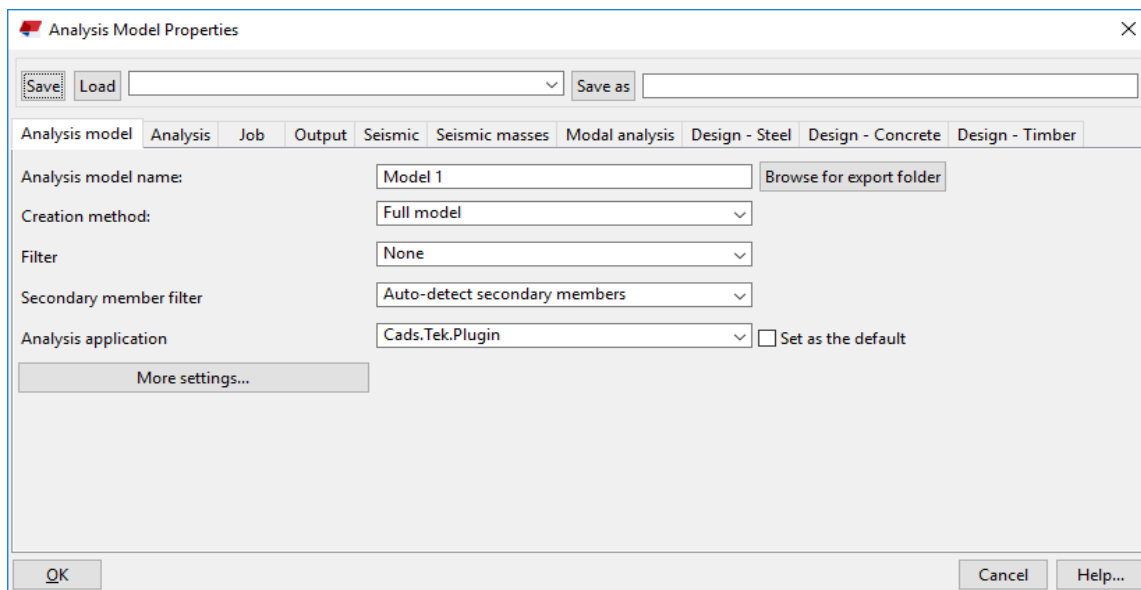 Analysis Model Properties
Save Load Save as
Analysis model Analysis Job Output Seismic Seismic masses Modal analysis Design - Steel Design - Concrete Design - Timber
Analysis model name: Model 1 Browse for export folder
Creation method: Full model
Filter None
Secondary member filter Auto-detect secondary members
Analysis application Cads.Tek.Plugin Set as the default
More settings...
OK Cancel Help...